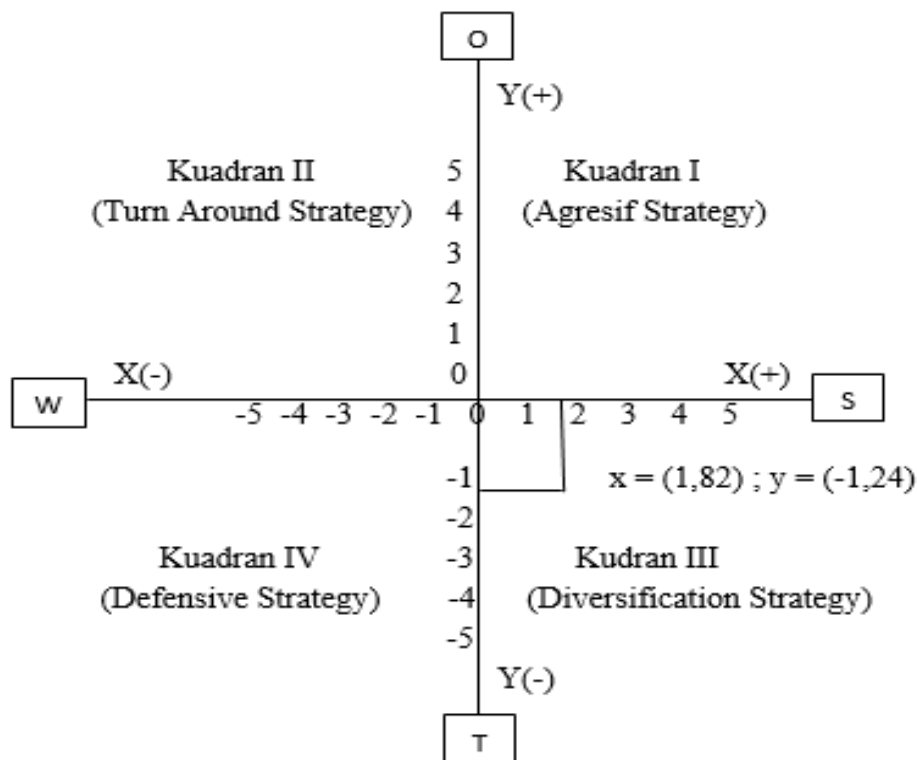 O
Y(+)
Kuadran II
(Turn Around Strategy)
Kuadran I
(Agresif Strategy)
5
4
3
2
1
0
X(-)
X(+)
W
S
-5 -4 -3 -2 -1 0 1 2 3 4 5
-1
x = (1,82) ; y = (-1,24)
-2
-3
-4
-5
Kuadran IV
(Defensive Strategy)
Kudran III
(Diversification Strategy)
Y(-)
T